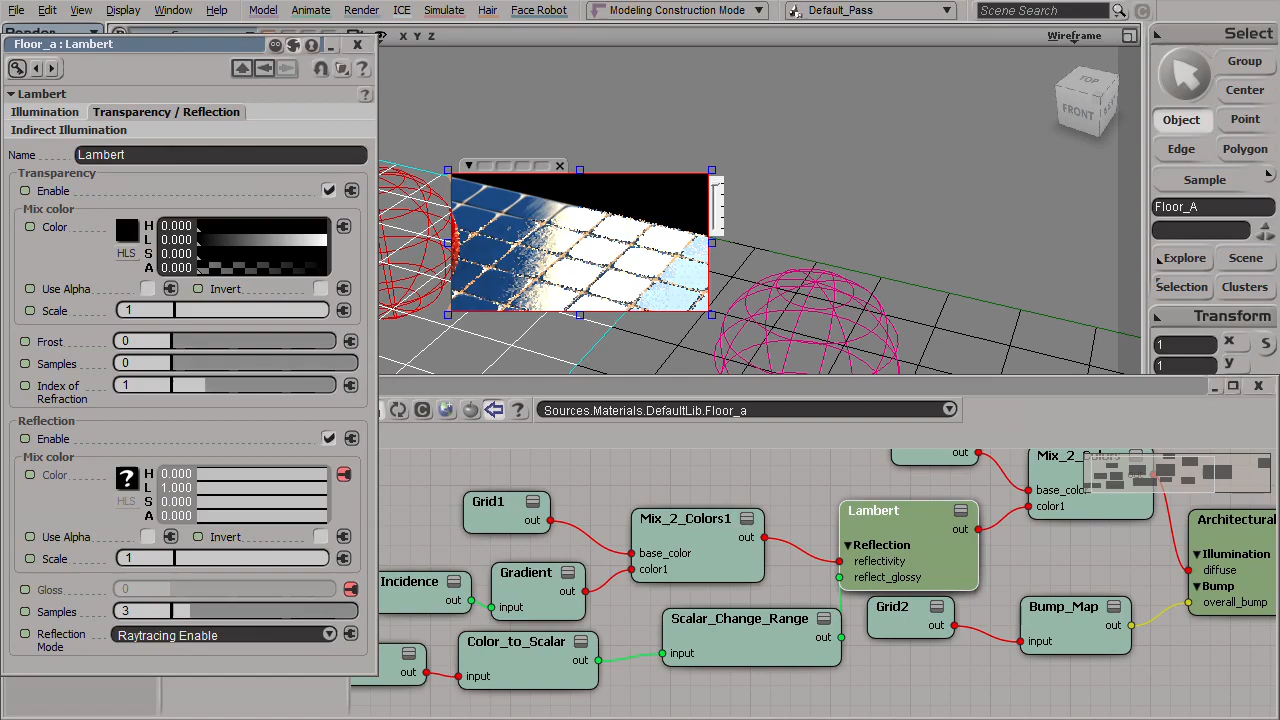 File Edit View Display Window Help Model Animate Render ICE Simulate Hair Face Robot Modeling Construction Mode Default_Pass Scene Search
Render
X Y Z
Wireframe
Floor_a : Lambert
Lambert
Illumination Transparency / Reflection
Indirect Illumination
Name Lambert
Transparency
Enable
Mix color
Color H 0.000
L 0.000
HLS S 0.000
A 0.000
Use Alpha Invert
Scale 1
Frost 0
Samples 0
Index of Refraction 1
Reflection
Enable
Mix color
Color ? H 0.000
L 1.000
HLS S 0.000
A 0.000
Use Alpha Invert
Scale 1
Gloss 0
Samples 3
Reflection Mode Raytracing Enable
TOP
FRONT
Select
Group
Center
Object Point
Edge Polygon
Sample
Floor_A
Explore Scene
Selection Clusters
Transform
1 x S
1 y
Sources.Materials.DefaultLib.Floor_a
out
Mix_2_Colors
base_color
color1
Grid1
out
Mix_2_Colors1
out
base_color
color1
Incidence
out
Gradient
out
input
Lambert
out
Reflection
reflectivity
reflect_glossy
Architectural
Illumination
diffuse
Bump
overall_bump
Color_to_Scalar
out
input
out
Scalar_Change_Range
out
input
Grid2
out
Bump_Map
out
input